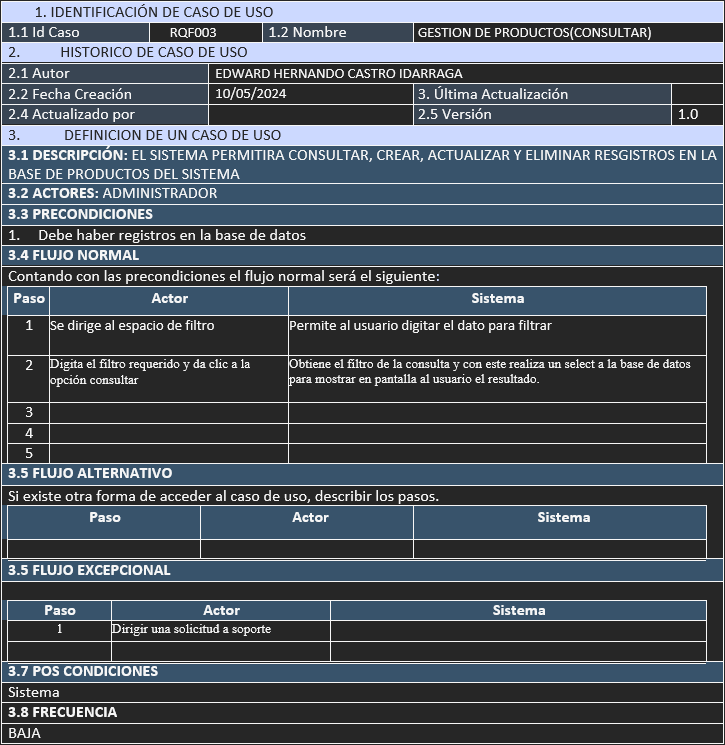 1. IDENTIFICACIÓN DE CASO DE USO
1.1 Id Caso RQF003 1.2 Nombre GESTION DE PRODUCTOS(CONSULTAR)
2. HISTORICO DE CASO DE USO
2.1 Autor EDWARD HERNANDO CASTRO IDARRAGA
2.2 Fecha Creación 10/05/2024 3. Última Actualización
2.4 Actualizado por 2.5 Versión 1.0
3. DEFINICION DE UN CASO DE USO
3.1 DESCRIPCIÓN: EL SISTEMA PERMITIRA CONSULTAR, CREAR, ACTUALIZAR Y ELIMINAR RESGISTROS EN LA
BASE DE PRODUCTOS DEL SISTEMA
3.2 ACTORES: ADMINISTRADOR
3.3 PRECONDICIONES
1. Debe haber registros en la base de datos
3.4 FLUJO NORMAL
Contando con las precondiciones el flujo normal será el siguiente:
Paso Actor Sistema
1 Se dirige al espacio de filtro Permite al usuario digitar el dato para filtrar
2 Digita el filtro requerido y da clic a la Obtiene el filtro de la consulta y con este realiza un select a la base de datos
opción consultar para mostrar en pantalla al usuario el resultado.
3
4
5
3.5 FLUJO ALTERNATIVO
Si existe otra forma de acceder al caso de uso, describir los pasos.
Paso Actor Sistema
3.5 FLUJO EXCEPCIONAL
Paso Actor Sistema
1 Dirigir una solicitud a soporte
3.7 POS CONDICIONES
Sistema
3.8 FRECUENCIA
BAJA